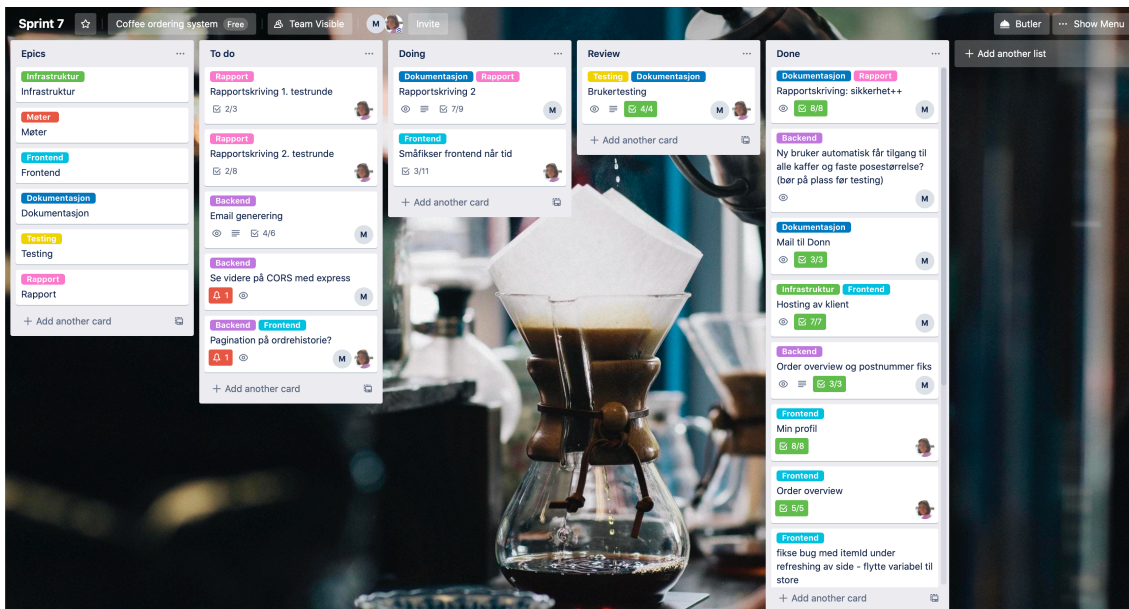 Sprint 7
Coffee ordering system Free
Team Visible
M
Invite
Butler
Show Menu
Epics
Infrastruktur
Infrastruktur
Møter
Møter
Frontend
Frontend
Dokumentasjon
Dokumentasjon
Testing
Testing
Rapport
Rapport
+ Add another card
To do
Rapport
Rapportskriving 1. testrunde
2/3
Rapport
Rapportskriving 2. testrunde
2/8
Backend
Email generering
4/6
M
Backend
Se videre på CORS med express
1
M
Backend Frontend
Pagination på ordrehistorie?
1
M
+ Add another card
Doing
Dokumentasjon Rapport
Rapportskriving 2
7/9
M
Frontend
Småfikser frontend når tid
3/11
+ Add another card
Review
Testing Dokumentasjon
Brukertesting
4/4
M
+ Add another card
Done
Dokumentasjon Rapport
Rapportskriving: sikkerhet++
8/8
M
Backend
Ny bruker automatisk får tilgang til
alle kaffer og faste posestørrelse?
(bør på plass før testing)
M
Dokumentasjon
Mail til Donn
3/3
M
Infrastruktur Frontend
Hosting av klient
7/7
M
Backend
Order overview og postnummer fiks
3/3
M
Frontend
Min profil
8/8
Frontend
Order overview
5/5
Frontend
fikse bug med itemId under
refreshing av side - flytte variabel til
store
+ Add another card
+ Add another list